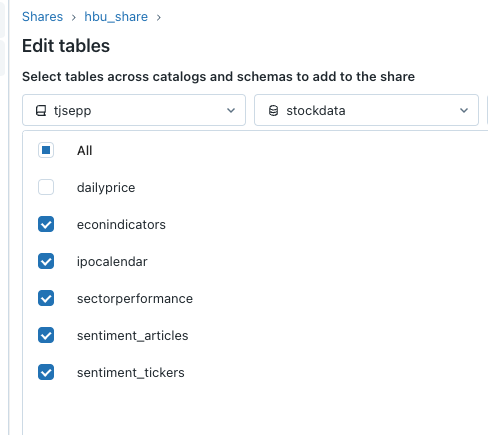 Shares > hbu_share >
Edit tables
Select tables across catalogs and schemas to add to the share
tjsepp stockdata
All
dailyprice
econindicators
ipocalendar
sectorperformance
sentiment_articles
sentiment_tickers